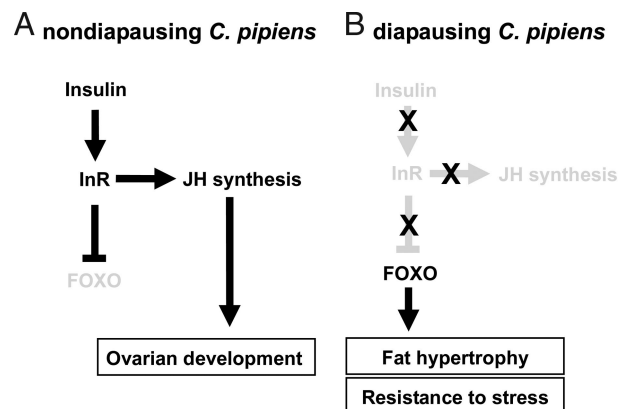 A nondiapausing C. pipiens
Insulin
InR
JH synthesis
FOXO
Ovarian development
B diapausing C. pipiens
Insulin
X
InR
X
JH synthesis
X
FOXO
Fat hypertrophy
Resistance to stress